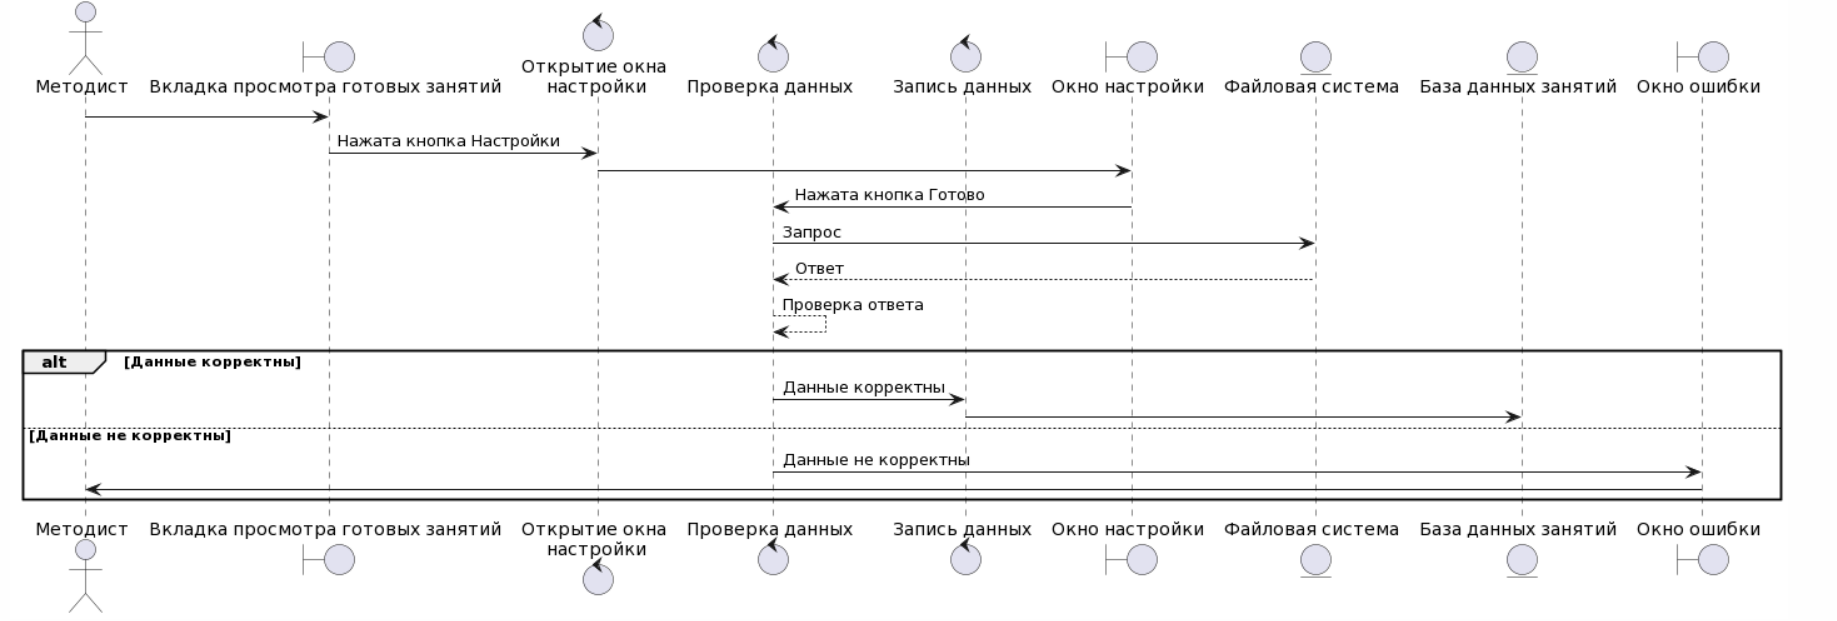 Методист
Вкладка просмотра готовых занятий
Открытие окна
настройки
Проверка данных
Запись данных
Окно настройки
Файловая система
База данных занятий
Окно ошибки
Нажата кнопка Настройки
Нажата кнопка Готово
Запрос
Ответ
Проверка ответа
alt
[Данные корректны]
Данные корректны
[Данные не корректны]
Данные не корректны
Методист
Вкладка просмотра готовых занятий
Открытие окна
настройки
Проверка данных
Запись данных
Окно настройки
Файловая система
База данных занятий
Окно ошибки